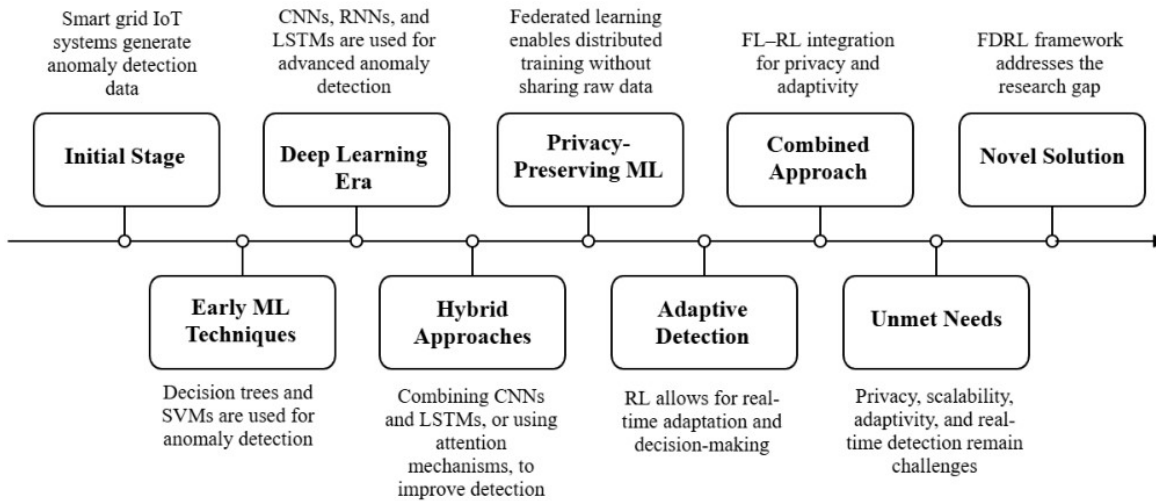 Smart grid IoT
systems generate
anomaly detection
data
Initial Stage
Early ML
Techniques
Decision trees and
SVMs are used for
anomaly detection
CNNs, RNNs, and
LSTMs are used for
advanced anomaly
detection
Deep Learning
Era
Hybrid
Approaches
Combining CNNs
and LSTMs, or using
attention
mechanisms, to
improve detection
Federated learning
enables distributed
training without
sharing raw data
Privacy-
Preserving ML
Adaptive
Detection
RL allows for real-
time adaptation and
decision-making
FL–RL integration
for privacy and
adaptivity
Combined
Approach
Unmet Needs
Privacy, scalability,
adaptivity, and real-
time detection remain
challenges
FDRL framework
addresses the
research gap
Novel Solution